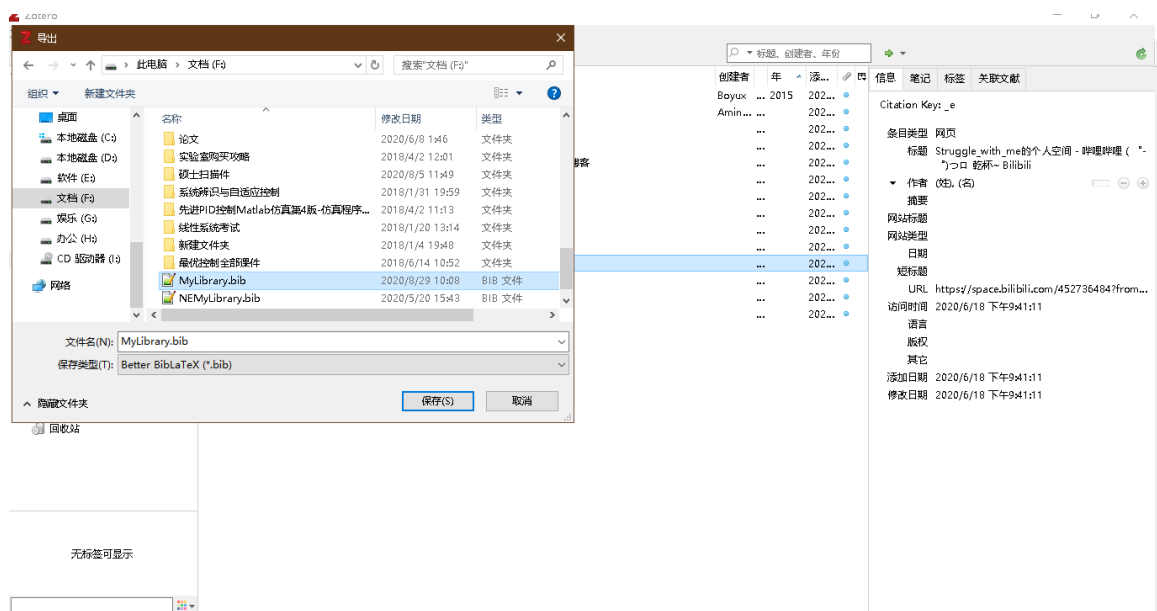 Zotero
导出
此电脑 › 文档 (F:)
搜索"文档 (F:)"
组织
新建文件夹
桌面
本地磁盘 (C:)
本地磁盘 (D:)
软件 (E:)
文档 (F:)
娱乐 (G:)
办公 (H:)
CD 驱动器 (I:)
网络
名称 修改日期 类型
论文 2020/6/8 1:46 文件夹
实验室购买攻略 2018/4/2 12:01 文件夹
硕士扫描件 2020/8/5 11:49 文件夹
系统辨识与自适应控制 2018/1/31 19:59 文件夹
先进PID控制Matlab仿真第4版-仿真程序... 2018/4/2 11:13 文件夹
线性系统考试 2018/1/20 13:14 文件夹
新建文件夹 2018/1/4 19:48 文件夹
最优控制全部课件 2018/6/14 10:52 文件夹
MyLibrary.bib 2020/8/29 10:08 BIB 文件
NEMyLibrary.bib 2020/5/20 15:43 BIB 文件
文件名(N): MyLibrary.bib
保存类型(T): Better BibLaTeX (*.bib)
隐藏文件夹
保存(S)
取消
回收站
无标签可显示
标题、创建者、年份
创建者 年 添...
Boyu× ... 2015 202...
Amin... ... 202...
... 202...
... 202...
博客 ... 202...
... 202...
... 202...
... 202...
... 202...
... 202...
... 202...
... 202...
... 202...
... 202...
信息 笔记 标签 关联文献
Citation Key: _e
条目类型 网页
标题 Struggle_with_me的个人空间 - 哔哩哔哩 ( ゜-
゜)つロ 乾杯~ Bilibili
作者 (姓), (名)
摘要
网站标题
网站类型
日期
短标题
URL https://space.bilibili.com/452736484?from...
访问时间 2020/6/18 下午9:41:11
语言
版权
其它
添加日期 2020/6/18 下午9:41:11
修改日期 2020/6/18 下午9:41:11